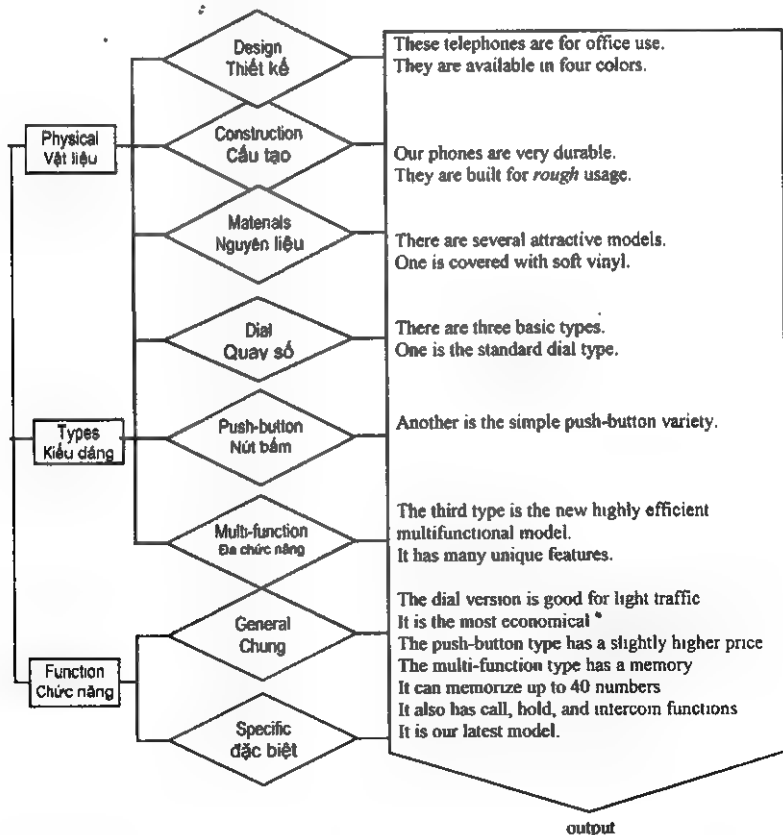 Design
Thiết kế
These telephones are for office use.
They are available in four colors.
Physical
Vật liệu
Construction
Cấu tạo
Our phones are very durable.
They are built for rough usage.
Materials
Nguyên liệu
There are several attractive models.
One is covered with soft vinyl.
Dial
Quay số
There are three basic types.
One is the standard dial type.
Types
Kiểu dáng
Push-button
Nút bấm
Another is the simple push-button variety.
Multi-function
Đa chức năng
The third type is the new highly efficient
multifunctional model.
It has many unique features.
Function
Chức năng
General
Chung
The dial version is good for light traffic
It is the most economical
The push-button type has a slightly higher price
The multi-function type has a memory
It can memorize up to 40 numbers
It also has call, hold, and intercom functions
It is our latest model.
Specific
đặc biệt
output